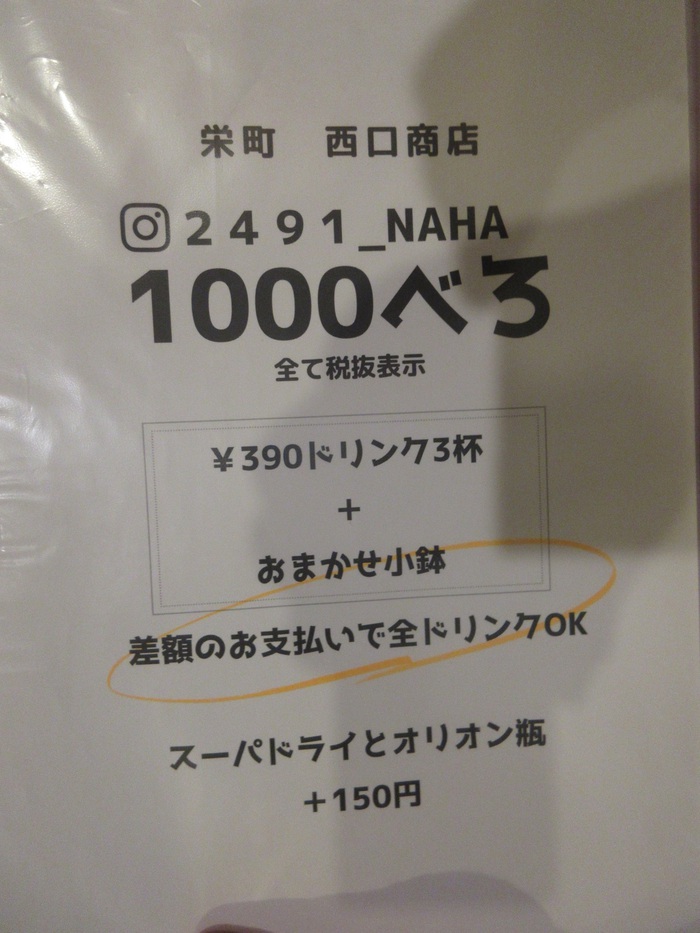 栄町　西口商店
２４９１_NAHA
1000べろ
全て税抜表示
￥390ドリンク3杯
+
おまかせ小鉢
差額のお支払いで全ドリンクOK
スーパドライとオリオン瓶
+150円